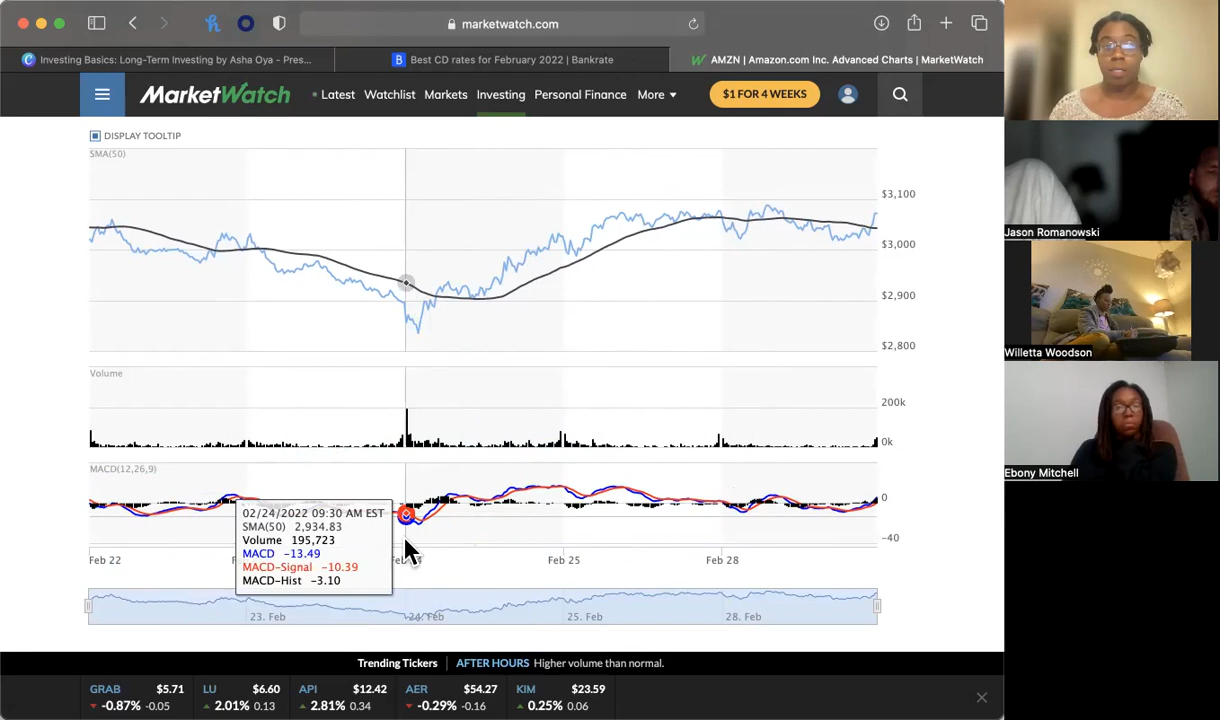 marketwatch.com
Investing Basics: Long-Term Investing by Asha Oya - Pres...
Best CD rates for February 2022 | Bankrate
AMZN | Amazon.com Inc. Advanced Charts | MarketWatch
MarketWatch
Latest Watchlist Markets Investing Personal Finance More
$1 FOR 4 WEEKS
DISPLAY TOOLTIP
SMA(50)
$3,100
$3,000
$2,900
$2,800
Volume
200k
0k
MACD(12,26,9)
0
-40
02/24/2022 09:30 AM EST
SMA(50) 2,934.83
Volume 195,723
MACD -13.49
MACD-Signal -10.39
MACD-Hist -3.10
Feb 22 Feb 25 Feb 28
23. Feb 24. Feb 25. Feb 28. Feb
Trending Tickers AFTER HOURS Higher volume than normal.
GRAB $5.71 LU $6.60 API $12.42 AER $54.27 KIM $23.59
-0.87% -0.05 2.01% 0.13 2.81% 0.34 -0.29% -0.16 0.25% 0.06
Jason Romanowski
Willetta Woodson
Ebony Mitchell